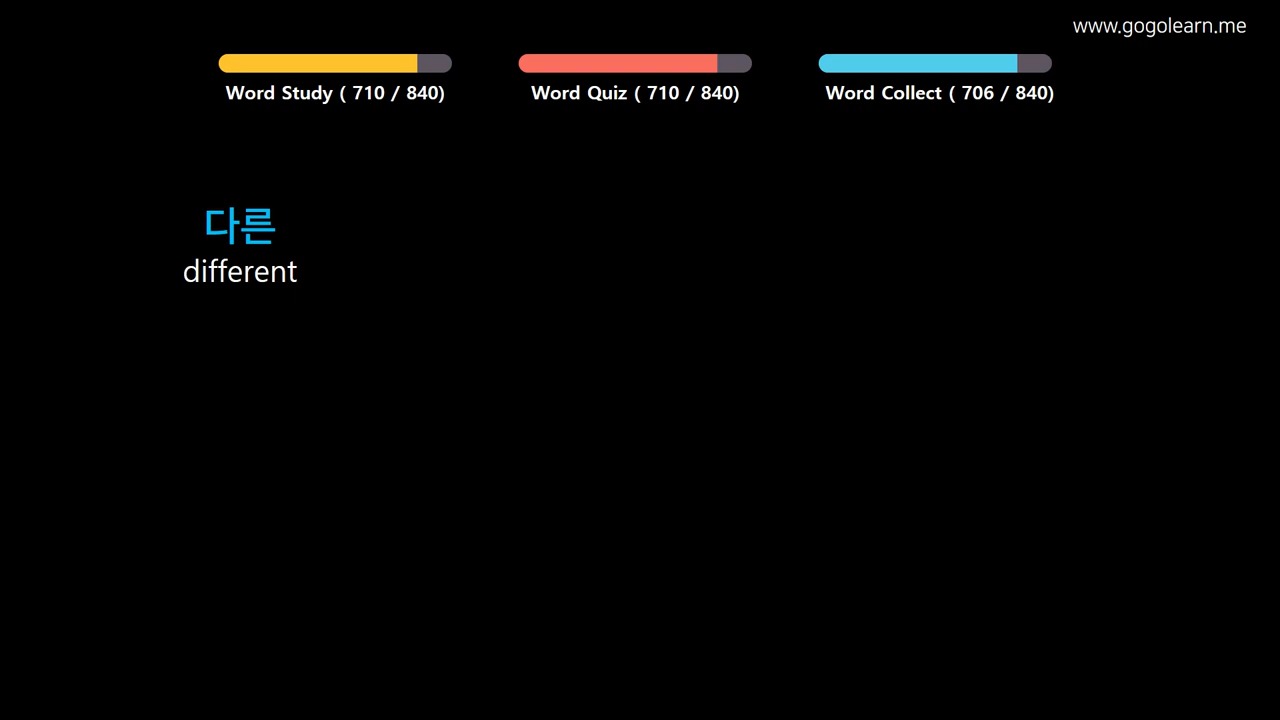 www.gogolearn.me
Word Study ( 710 / 840)
Word Quiz ( 710 / 840)
Word Collect ( 706 / 840)
다른
different